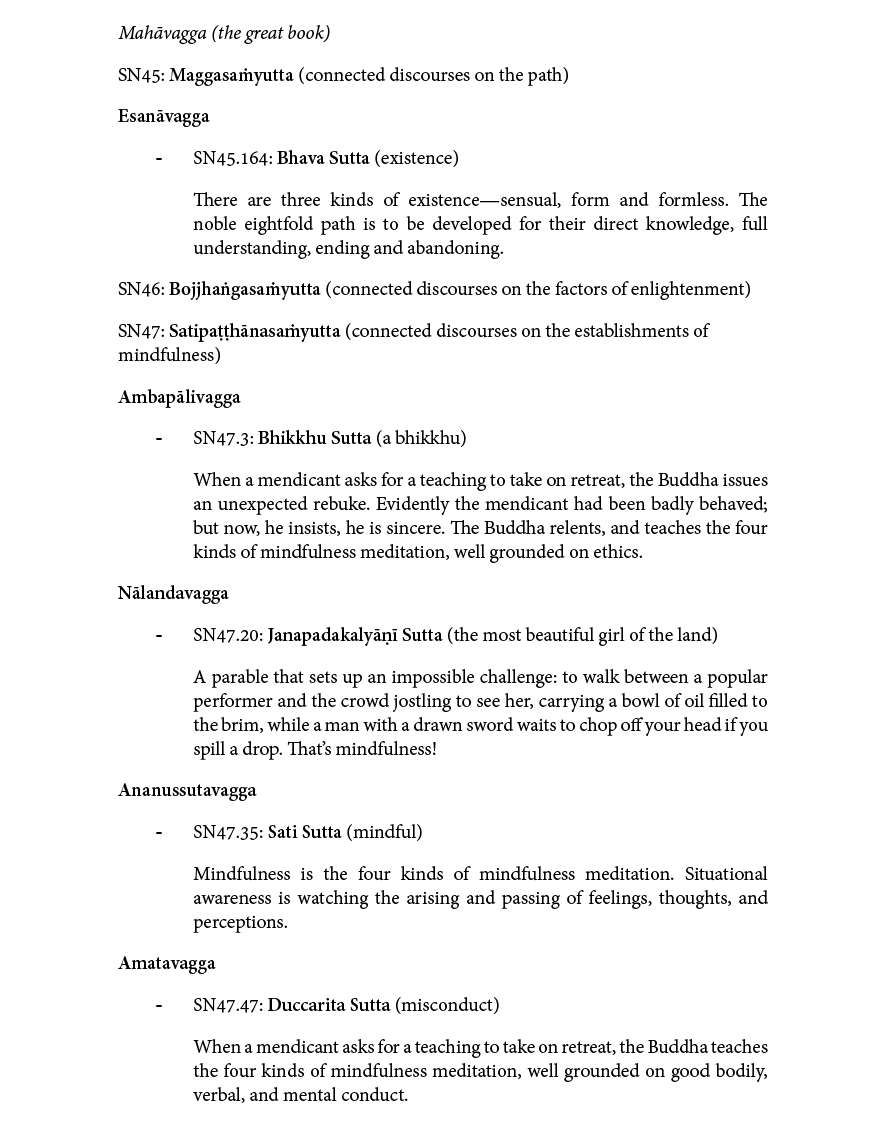 Mahāvagga (the great book)
SN45: Maggasaṁyutta (connected discourses on the path)
Esanāvagga
- SN45.164: Bhava Sutta (existence)
There are three kinds of existence—sensual, form and formless. The
noble eightfold path is to be developed for their direct knowledge, full
understanding, ending and abandoning.
SN46: Bojjhaṅgasaṁyutta (connected discourses on the factors of enlightenment)
SN47: Satipaṭṭhānasaṁyutta (connected discourses on the establishments of
mindfulness)
Ambapālivagga
- SN47.3: Bhikkhu Sutta (a bhikkhu)
When a mendicant asks for a teaching to take on retreat, the Buddha issues
an unexpected rebuke. Evidently the mendicant had been badly behaved;
but now, he insists, he is sincere. The Buddha relents, and teaches the four
kinds of mindfulness meditation, well grounded on ethics.
Nālandavagga
- SN47.20: Janapadakalyāṇī Sutta (the most beautiful girl of the land)
A parable that sets up an impossible challenge: to walk between a popular
performer and the crowd jostling to see her, carrying a bowl of oil filled to
the brim, while a man with a drawn sword waits to chop off your head if you
spill a drop. That’s mindfulness!
Ananussutavagga
- SN47.35: Sati Sutta (mindful)
Mindfulness is the four kinds of mindfulness meditation. Situational
awareness is watching the arising and passing of feelings, thoughts, and
perceptions.
Amatavagga
- SN47.47: Duccarita Sutta (misconduct)
When a mendicant asks for a teaching to take on retreat, the Buddha teaches
the four kinds of mindfulness meditation, well grounded on good bodily,
verbal, and mental conduct.